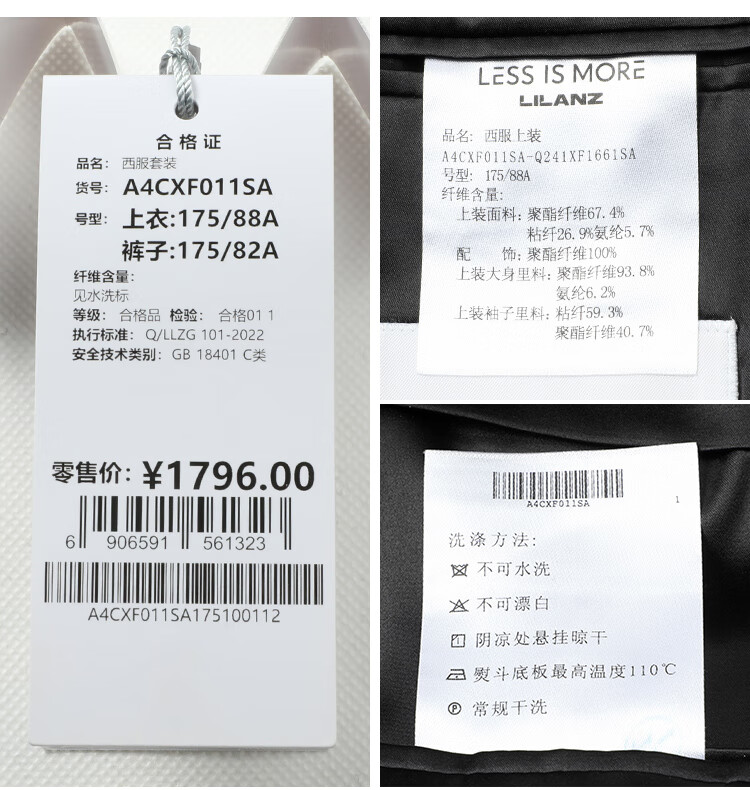 合格证
品名: 西服套装
货号: A4CXF011SA
号型: 上衣:175/88A
裤子:175/82A
纤维含量:
见水洗标
等级: 合格品 检验: 合格01 1
执行标准: Q/LLZG 101-2022
安全技术类别: GB 18401 C类
零售价: ¥1796.00
6 906591 561323
A4CXF011SA175100112
LESS IS MORE
LILANZ
品名: 西服上装
A4CXF011SA-Q241XF1661SA
号型: 175/88A
纤维含量:
上装面料: 聚酯纤维67.4%
粘纤26.9%氨纶5.7%
配 饰: 聚酯纤维100%
上装大身里料: 聚酯纤维93.8%
氨纶6.2%
上装袖子里料: 粘纤59.3%
聚酯纤维40.7%
A4CXF011SA
1
洗涤方法:
不可水洗
不可漂白
阴凉处悬挂晾干
熨斗底板最高温度110℃
Ⓟ 常规干洗